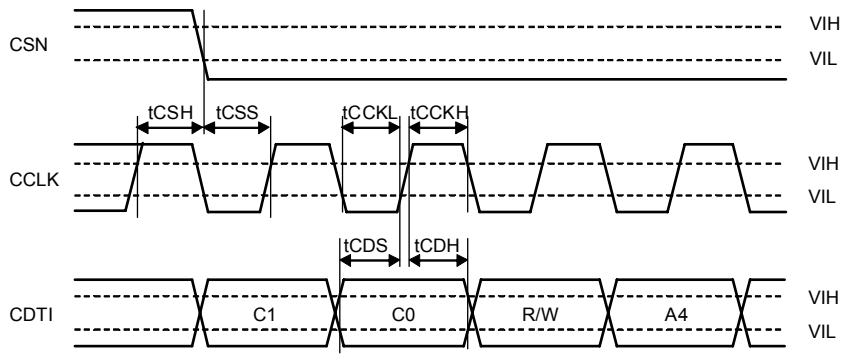 CSN
VIH
VIL
tCSH
tCSS
tCCKL
tCCKH
CCLK
VIH
VIL
tCDS
tCDH
CDTI
C1
C0
R/W
A4
VIH
VIL